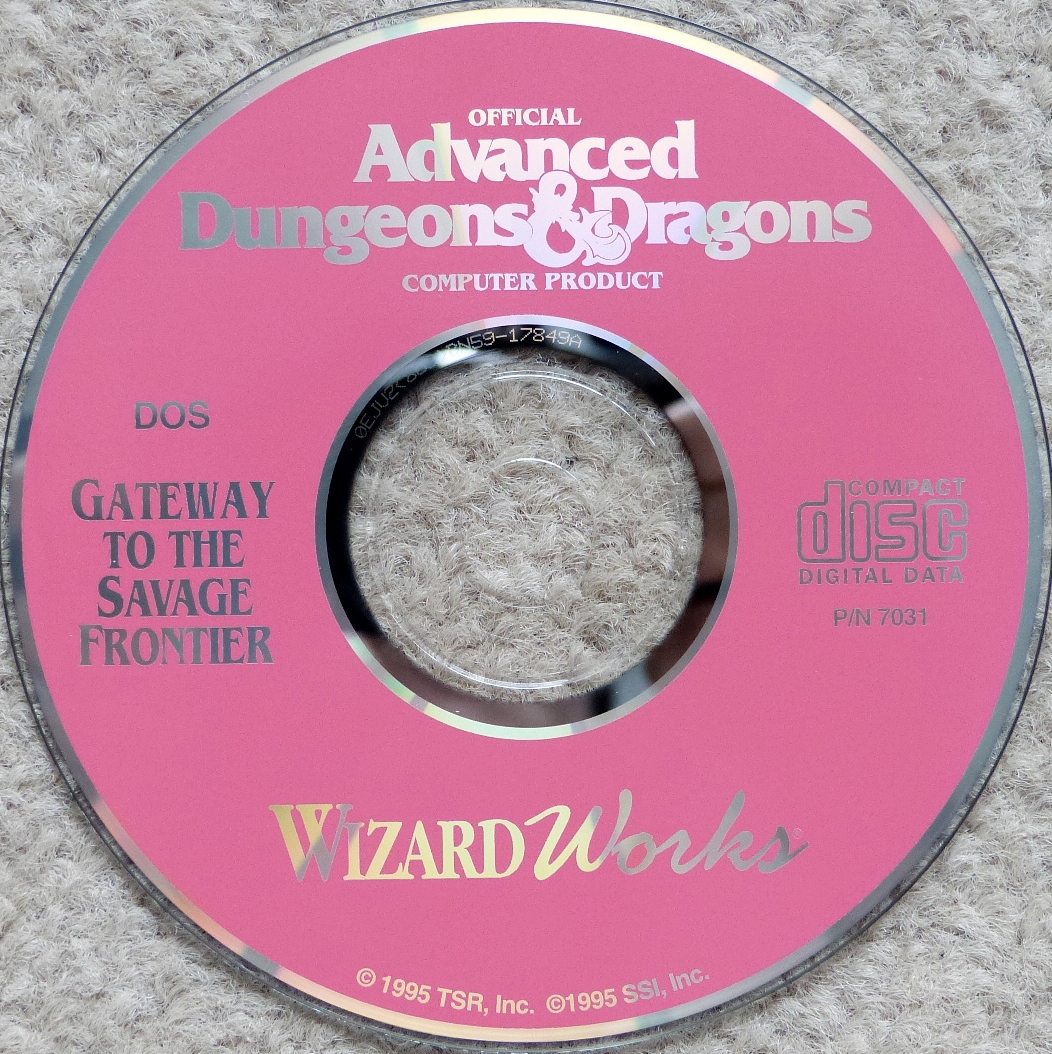 OFFICIAL
Advanced
Dungeons & Dragons
COMPUTER PRODUCT
17849A
DOS
GATEWAY
TO THE
SAVAGE
FRONTIER
COMPACT
disc
DIGITAL DATA
P/N 7031
WIZARD Works®
© 1995 TSR, Inc. ©1995 SSI, Inc.